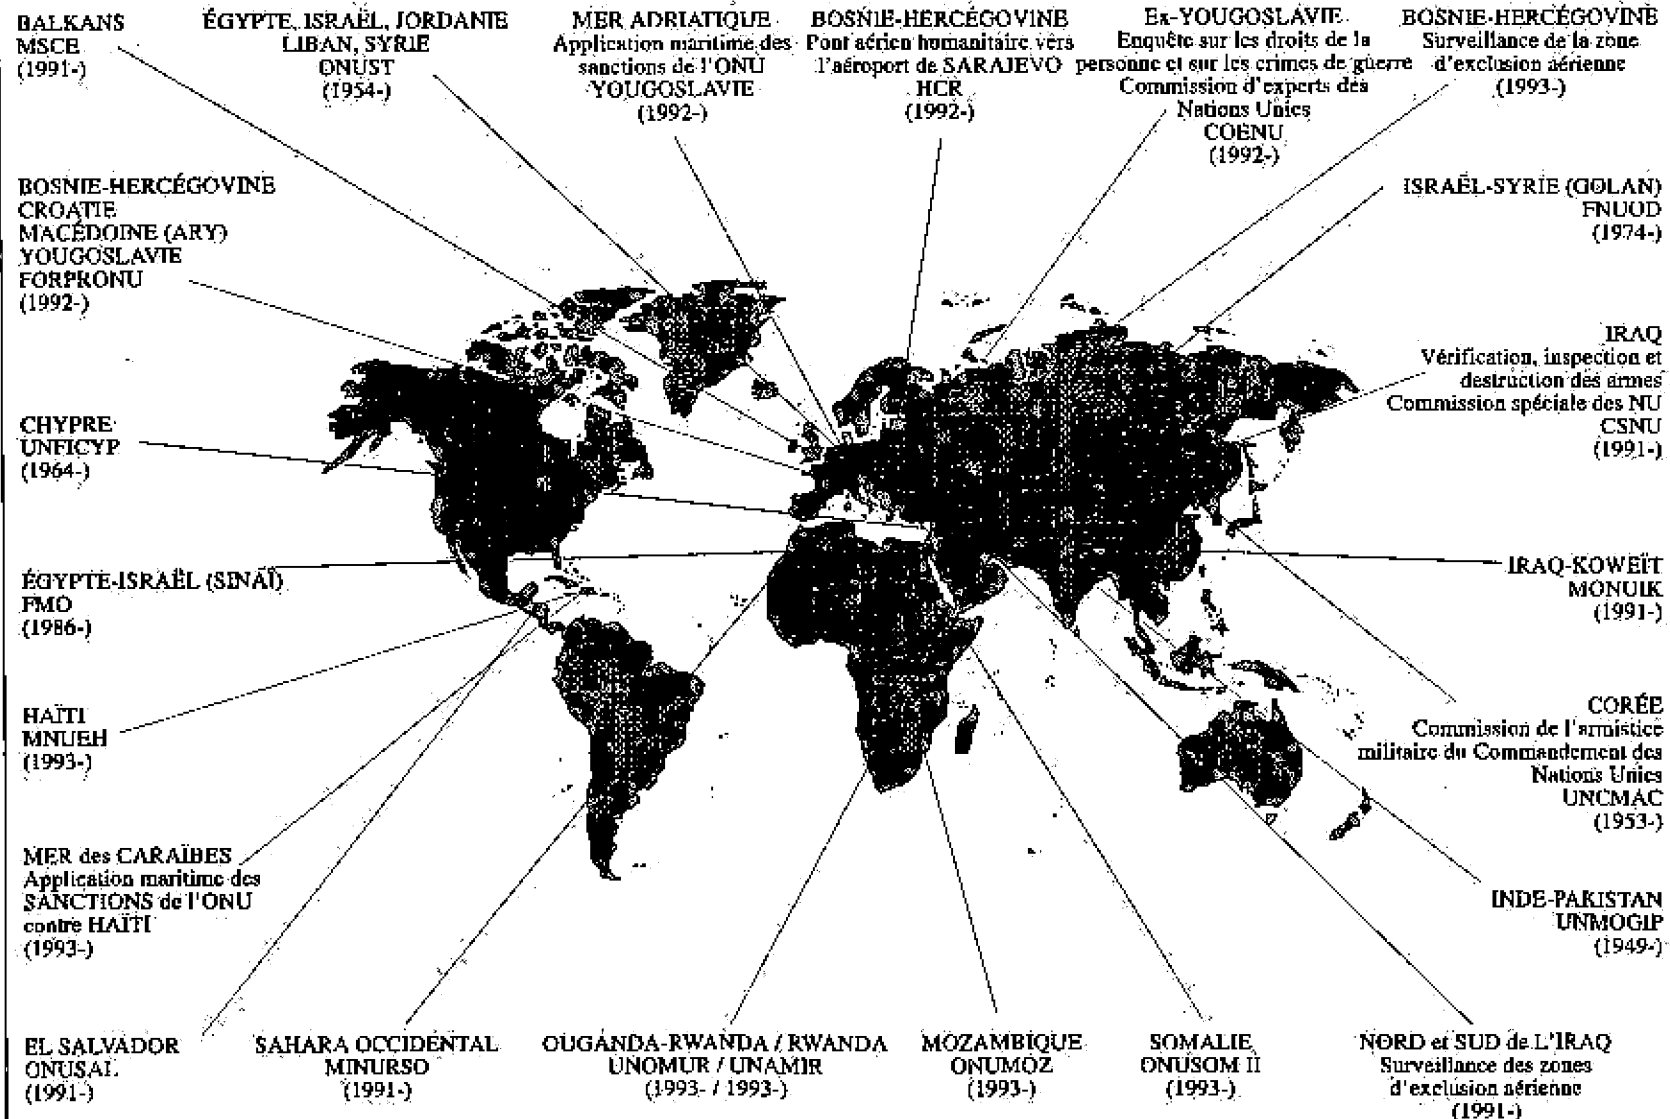 BALKANS
MSCE
(1991-)
ÉGYPTE, ISRAËL, JORDANIE
LIBAN, SYRIE
ONUST
(1954-)
MER ADRIATIQUE
Application maritime des
sanctions de l'ONU
YOUGOSLAVIE
(1992-)
BOSNIE-HERCÉGOVINE
Pont aérien humanitaire vers
l'aéroport de SARAJEVO
HCR
(1992-)
Ex-YOUGOSLAVIE
Enquête sur les droits de la
personne et sur les crimes de guerre
Commission d'experts des
Nations Unies
COENU
(1992-)
BOSNIE-HERCÉGOVINE
Surveillance de la zone
d'exclusion aérienne
(1993-)
BOSNIE-HERCÉGOVINE
CROATIE
MACÉDOINE (ARY)
YOUGOSLAVIE
FORPRONU
(1992-)
ISRAËL-SYRIE (GOLAN)
FNUOD
(1974-)
IRAQ
Vérification, inspection et
destruction des armes
Commission spéciale des NU
CSNU
(1991-)
CHYPRE
UNFICYP
(1964-)
ÉGYPTE-ISRAËL (SINAÏ)
FMO
(1986-)
IRAQ-KOWEÏT
MONUIK
(1991-)
HAÏTI
MNUEH
(1993-)
CORÉE
Commission de l'armistice
militaire du Commandement des
Nations Unies
UNCMAC
(1953-)
MER des CARAÏBES
Application maritime des
SANCTIONS de l'ONU
contre HAÏTI
(1993-)
INDE-PAKISTAN
UNMOGIP
(1949-)
EL SALVADOR
ONUSAL
(1991-)
SAHARA OCCIDENTAL
MINURSO
(1991-)
OUGANDA-RWANDA / RWANDA
UNOMUR / UNAMIR
(1993- / 1993-)
MOZAMBIQUE
ONUMOZ
(1993-)
SOMALIE
ONUSOM II
(1993-)
NORD et SUD de L'IRAQ
Surveillance des zones
d'exclusion aérienne
(1991-)